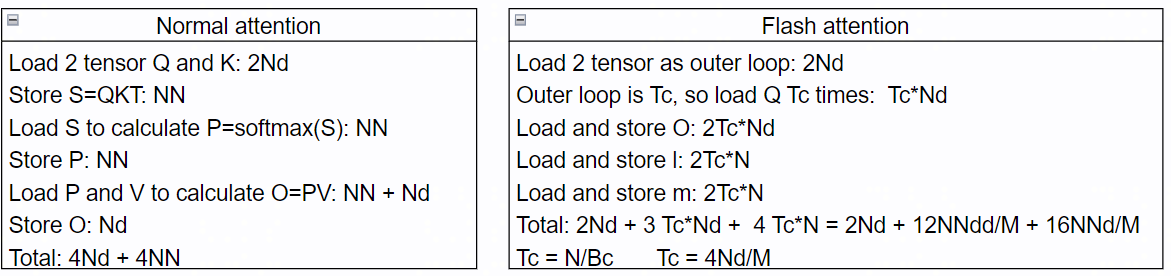 Normal attention
Load 2 tensor Q and K: 2Nd
Store S=QKT: NN
Load S to calculate P=softmax(S): NN
Store P: NN
Load P and V to calculate O=PV: NN + Nd
Store O: Nd
Total: 4Nd + 4NN
Flash attention
Load 2 tensor as outer loop: 2Nd
Outer loop is Tc, so load Q Tc times:  Tc*Nd
Load and store O: 2Tc*Nd
Load and store l: 2Tc*N
Load and store m: 2Tc*N
Total: 2Nd + 3 Tc*Nd +  4 Tc*N = 2Nd + 12NNdd/M + 16NNd/M
Tc = N/Bc      Tc = 4Nd/M